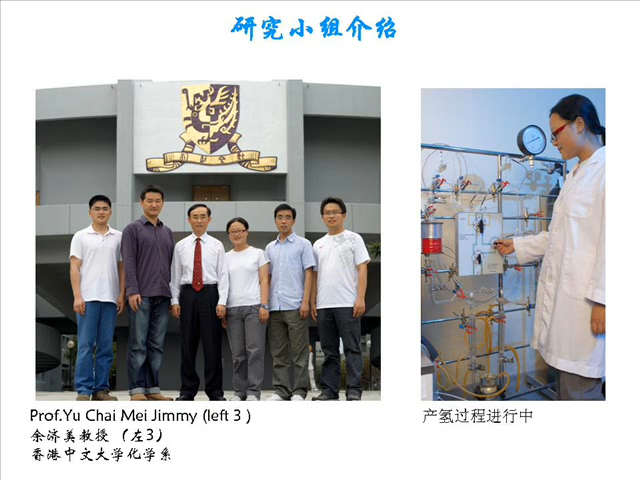 研究小组介绍
Prof.Yu Chai Mei Jimmy (left 3 )
余济美教授 （左3）
香港中文大学化学系
产氢过程进行中